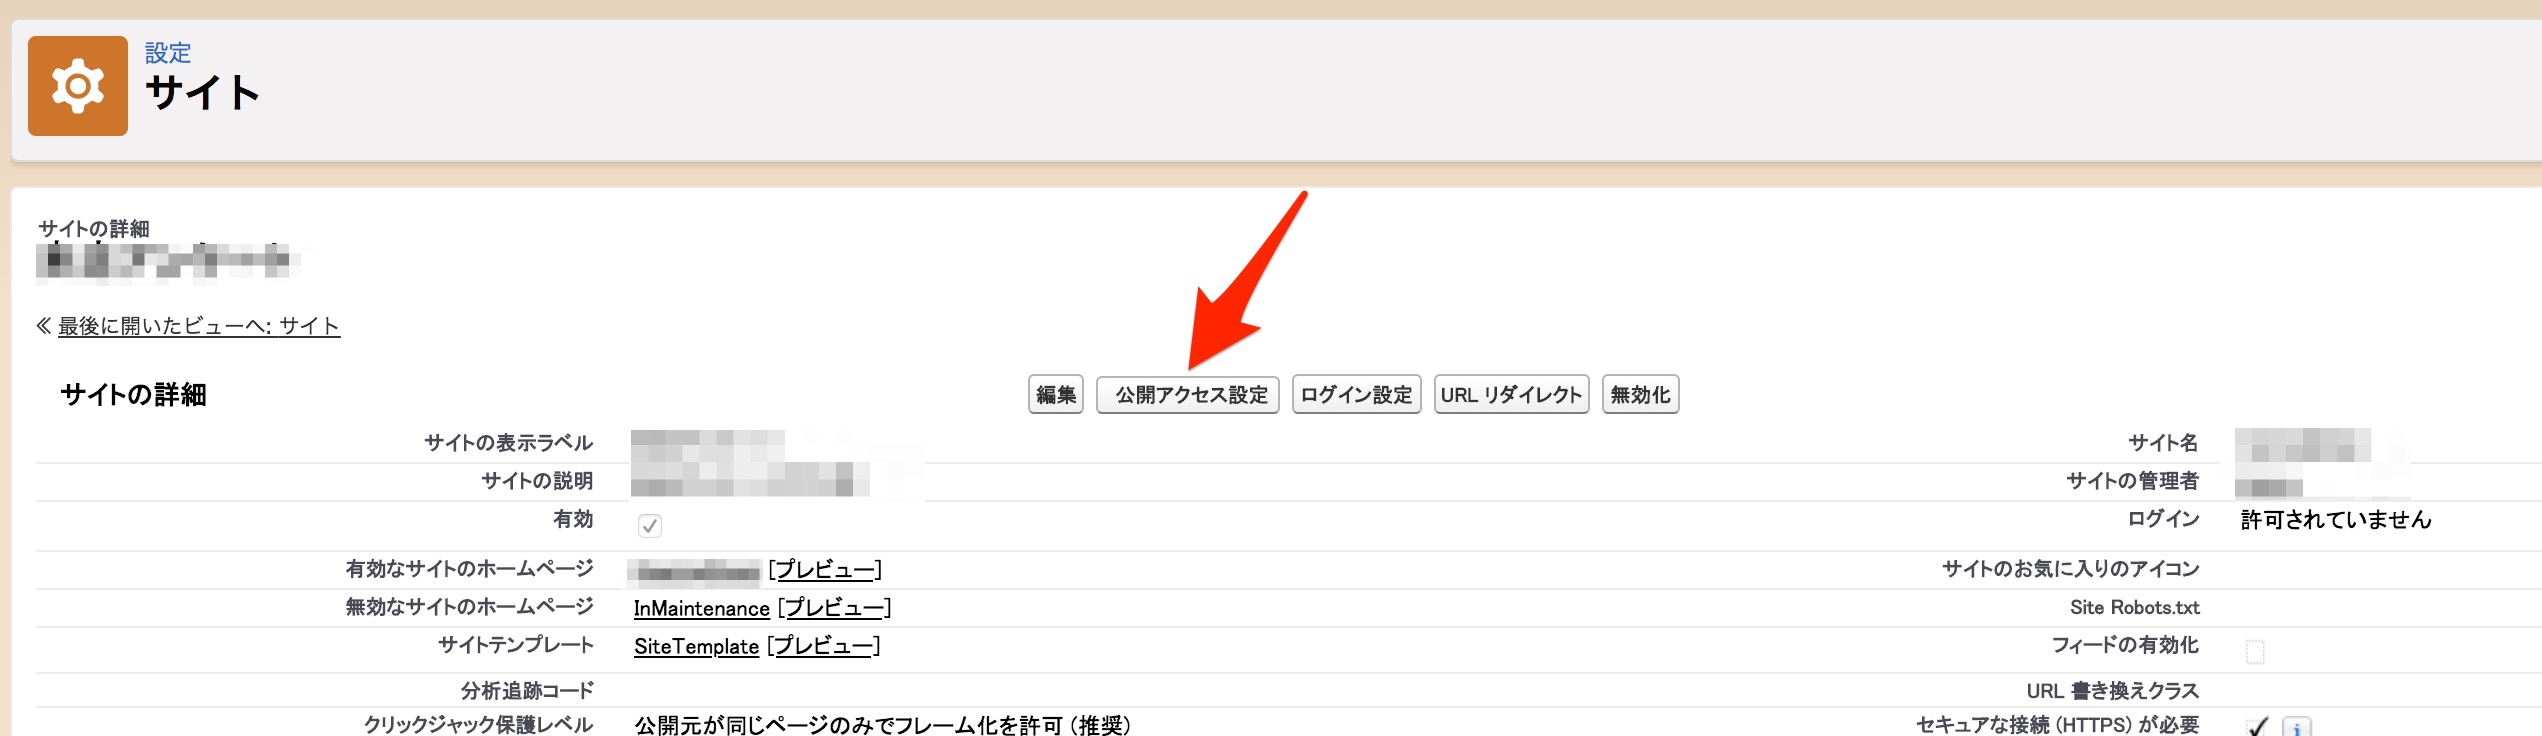 設定
サイト
サイトの詳細
≪ 最後に開いたビューへ: サイト
サイトの詳細
編集 公開アクセス設定 ログイン設定 URL リダイレクト 無効化
サイトの表示ラベル サイト名
サイトの説明 サイトの管理者
有効 ログイン 許可されていません
有効なサイトのホームページ [プレビュー] サイトのお気に入りのアイコン
無効なサイトのホームページ InMaintenance [プレビュー] Site Robots.txt
サイトテンプレート SiteTemplate [プレビュー] フィードの有効化
分析追跡コード URL 書き換えクラス
クリックジャック保護レベル 公開元が同じページのみでフレーム化を許可 (推奨) セキュアな接続 (HTTPS) が必要